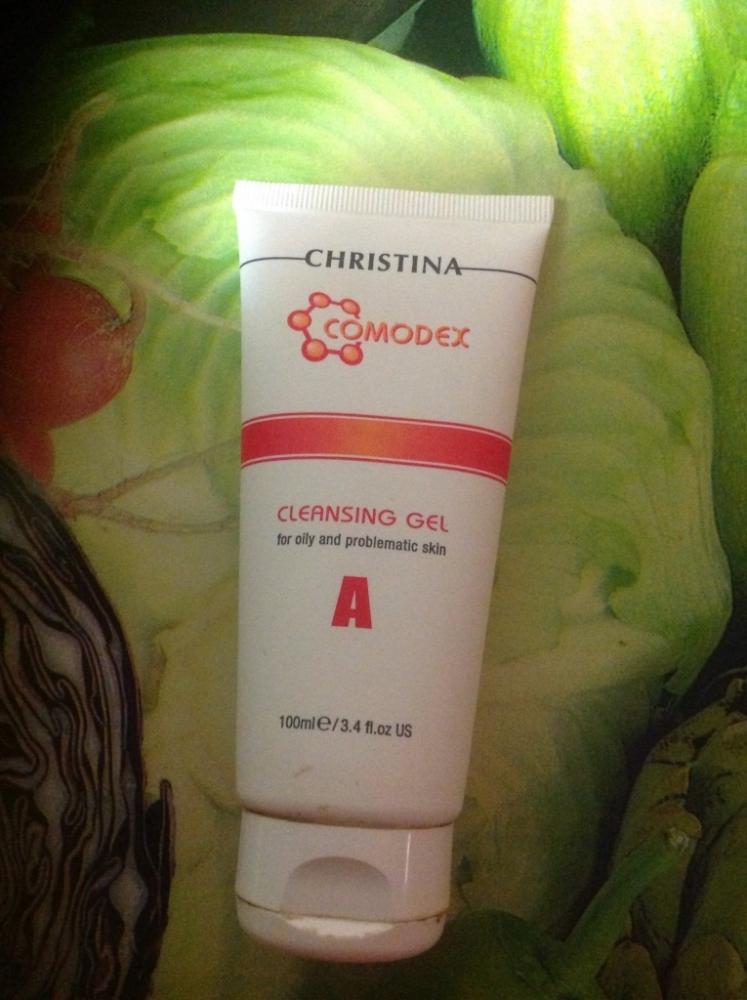 CHRISTINA
COMODEX
CLEANSING GEL
for oily and problematic skin
A
100ml℮/3.4 fl.oz US